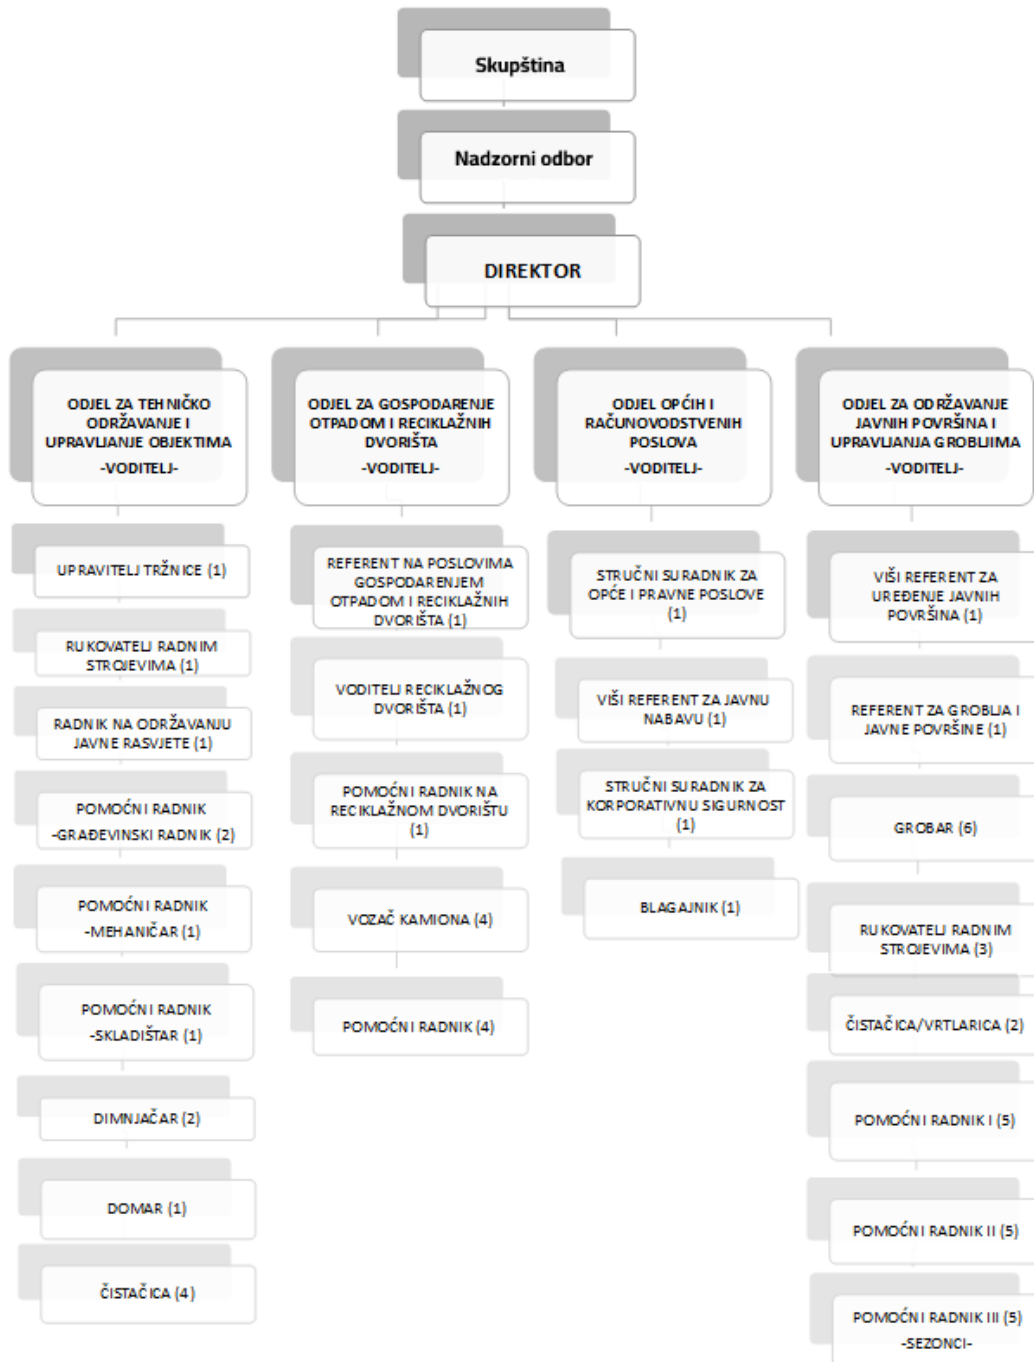 Skupština
Nadzorni odbor
DIREKTOR
ODJEL ZA TEHNIČKO
ODRŽAVANJE I
UPRAVLJANJE OBJEKTIMA
-VODITELJ-
UPRAVITELJ TRŽNICE (1)
RUKOVATELJ RADNIM
STROJEVIMA (1)
RADNIK NA ODRŽAVANJU
JAVNE RASVJETE (1)
POMOĆNI RADNIK
-GRAĐEVINSKI RADNIK (2)
POMOĆNI RADNIK
-MEHANIČAR (1)
POMOĆNI RADNIK
-SKLADIŠTAR (1)
DIMNJAČAR (2)
DOMAR (1)
ČISTAČICA (4)
ODJEL ZA GOSPODARENJE
OTPADOM I RECIKLAŽNIH
DVORIŠTA
-VODITELJ-
REFERENT NA POSLOVIMA
GOSPODARENJEM
OTPADOM I RECIKLAŽNIH
DVORIŠTA (1)
VODITELJ RECIKLAŽNOG
DVORIŠTA (1)
POMOĆNI RADNIK NA
RECIKLAŽNOM DVORIŠTU
(1)
VOZAČ KAMIONA (4)
POMOĆNI RADNIK (4)
ODJEL OPĆIH I
RAČUNOVODSTVENIH
POSLOVA
-VODITELJ-
STRUČNI SURADNIK ZA
OPĆE I PRAVNE POSLOVE
(1)
VIŠI REFERENT ZA JAVNU
NABAVU (1)
STRUČNI SURADNIK ZA
KORPORATIVNU SIGURNOST
(1)
BLAGAJNIK (1)
ODJEL ZA ODRŽAVANJE
JAVNIH POVRŠINA I
UPRAVLJANJA GROBLJIMA
-VODITELJ-
VIŠI REFERENT ZA
UREĐENJE JAVNIH
POVRŠINA (1)
REFERENT ZA GROBLJA I
JAVNE POVRŠINE (1)
GROBAR (6)
RUKOVATELJ RADNIM
STROJEVIMA (3)
ČISTAČICA/VRTLARICA (2)
POMOĆNI RADNIK I (5)
POMOĆNI RADNIK II (5)
POMOĆNI RADNIK III (5)
-SEZONCI-